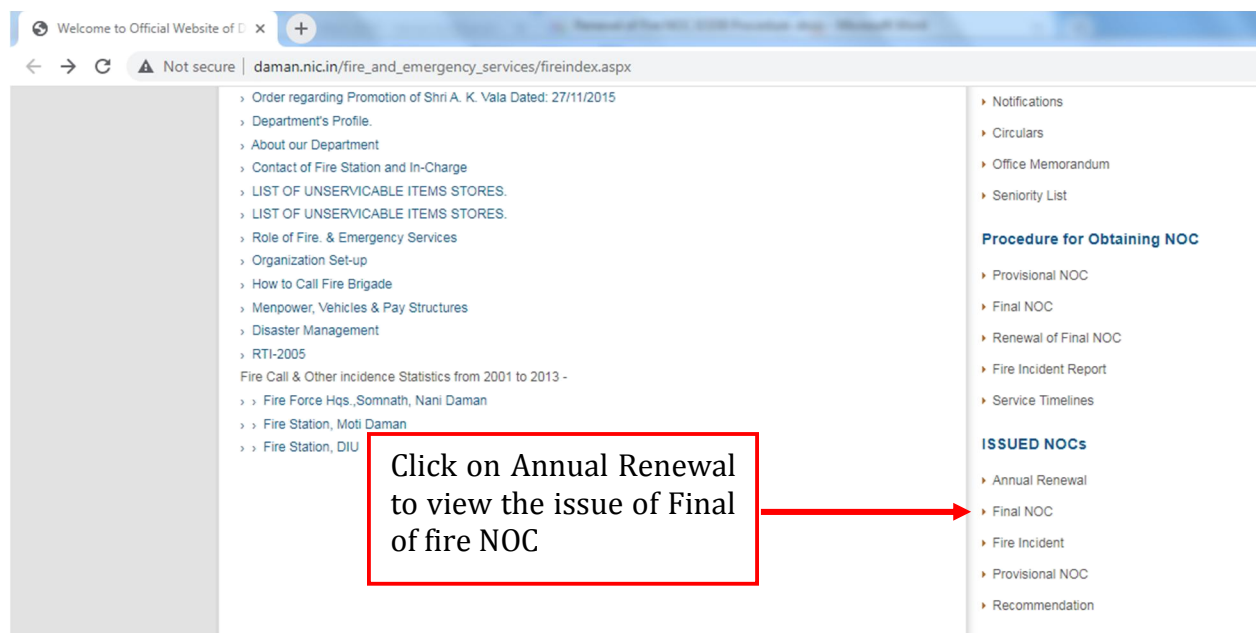 Welcome to Official Website of D
Not secure | daman.nic.in/fire_and_emergency_services/fireindex.aspx
› Order regarding Promotion of Shri A. K. Vala Dated: 27/11/2015
› Department's Profile.
› About our Department
› Contact of Fire Station and In-Charge
› LIST OF UNSERVICABLE ITEMS STORES.
› LIST OF UNSERVICABLE ITEMS STORES.
› Role of Fire. & Emergency Services
› Organization Set-up
› How to Call Fire Brigade
› Menpower, Vehicles & Pay Structures
› Disaster Management
› RTI-2005
Fire Call & Other incidence Statistics from 2001 to 2013 -
› › Fire Force Hqs.,Somnath, Nani Daman
› › Fire Station, Moti Daman
› › Fire Station, DIU
Click on Annual Renewal
to view the issue of Final
of fire NOC
Notifications
Circulars
Office Memorandum
Seniority List
Procedure for Obtaining NOC
Provisional NOC
Final NOC
Renewal of Final NOC
Fire Incident Report
Service Timelines
ISSUED NOCs
Annual Renewal
Final NOC
Fire Incident
Provisional NOC
Recommendation